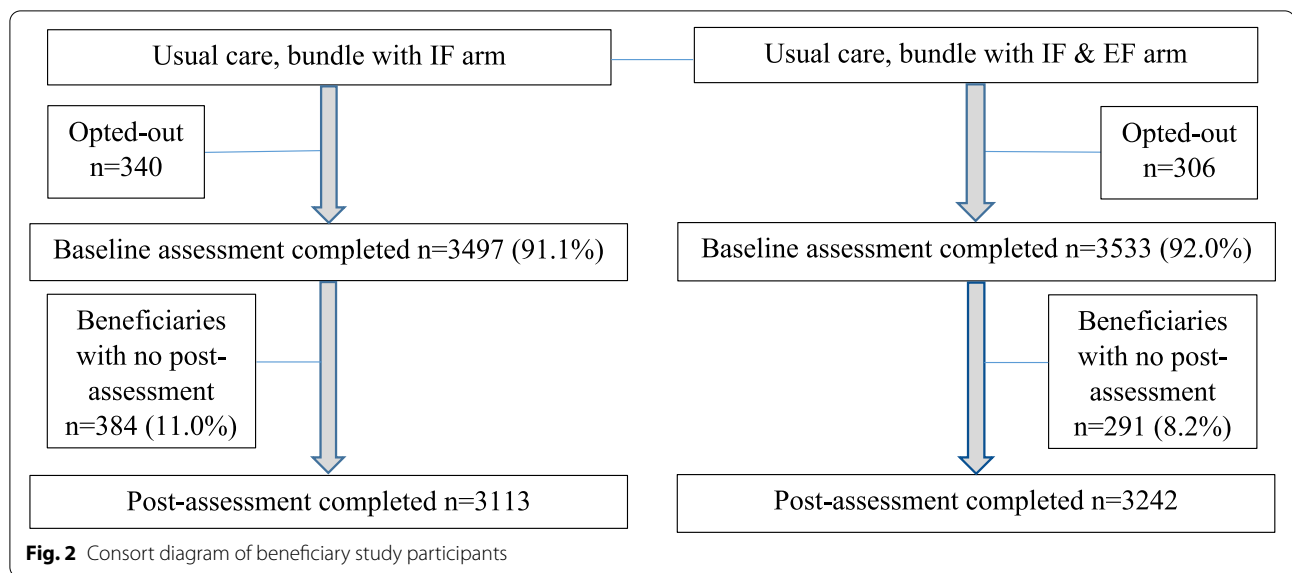 Usual care, bundle with IF arm
Usual care, bundle with IF & EF arm
Opted-out
n=340
Opted-out
n=306
Baseline assessment completed n=3497 (91.1%)
Baseline assessment completed n=3533 (92.0%)
Beneficiaries
with no post-
assessment
n=384 (11.0%)
Beneficiaries
with no post-
assessment
n=291 (8.2%)
Post-assessment completed n=3113
Post-assessment completed n=3242
Fig. 2 Consort diagram of beneficiary study participants